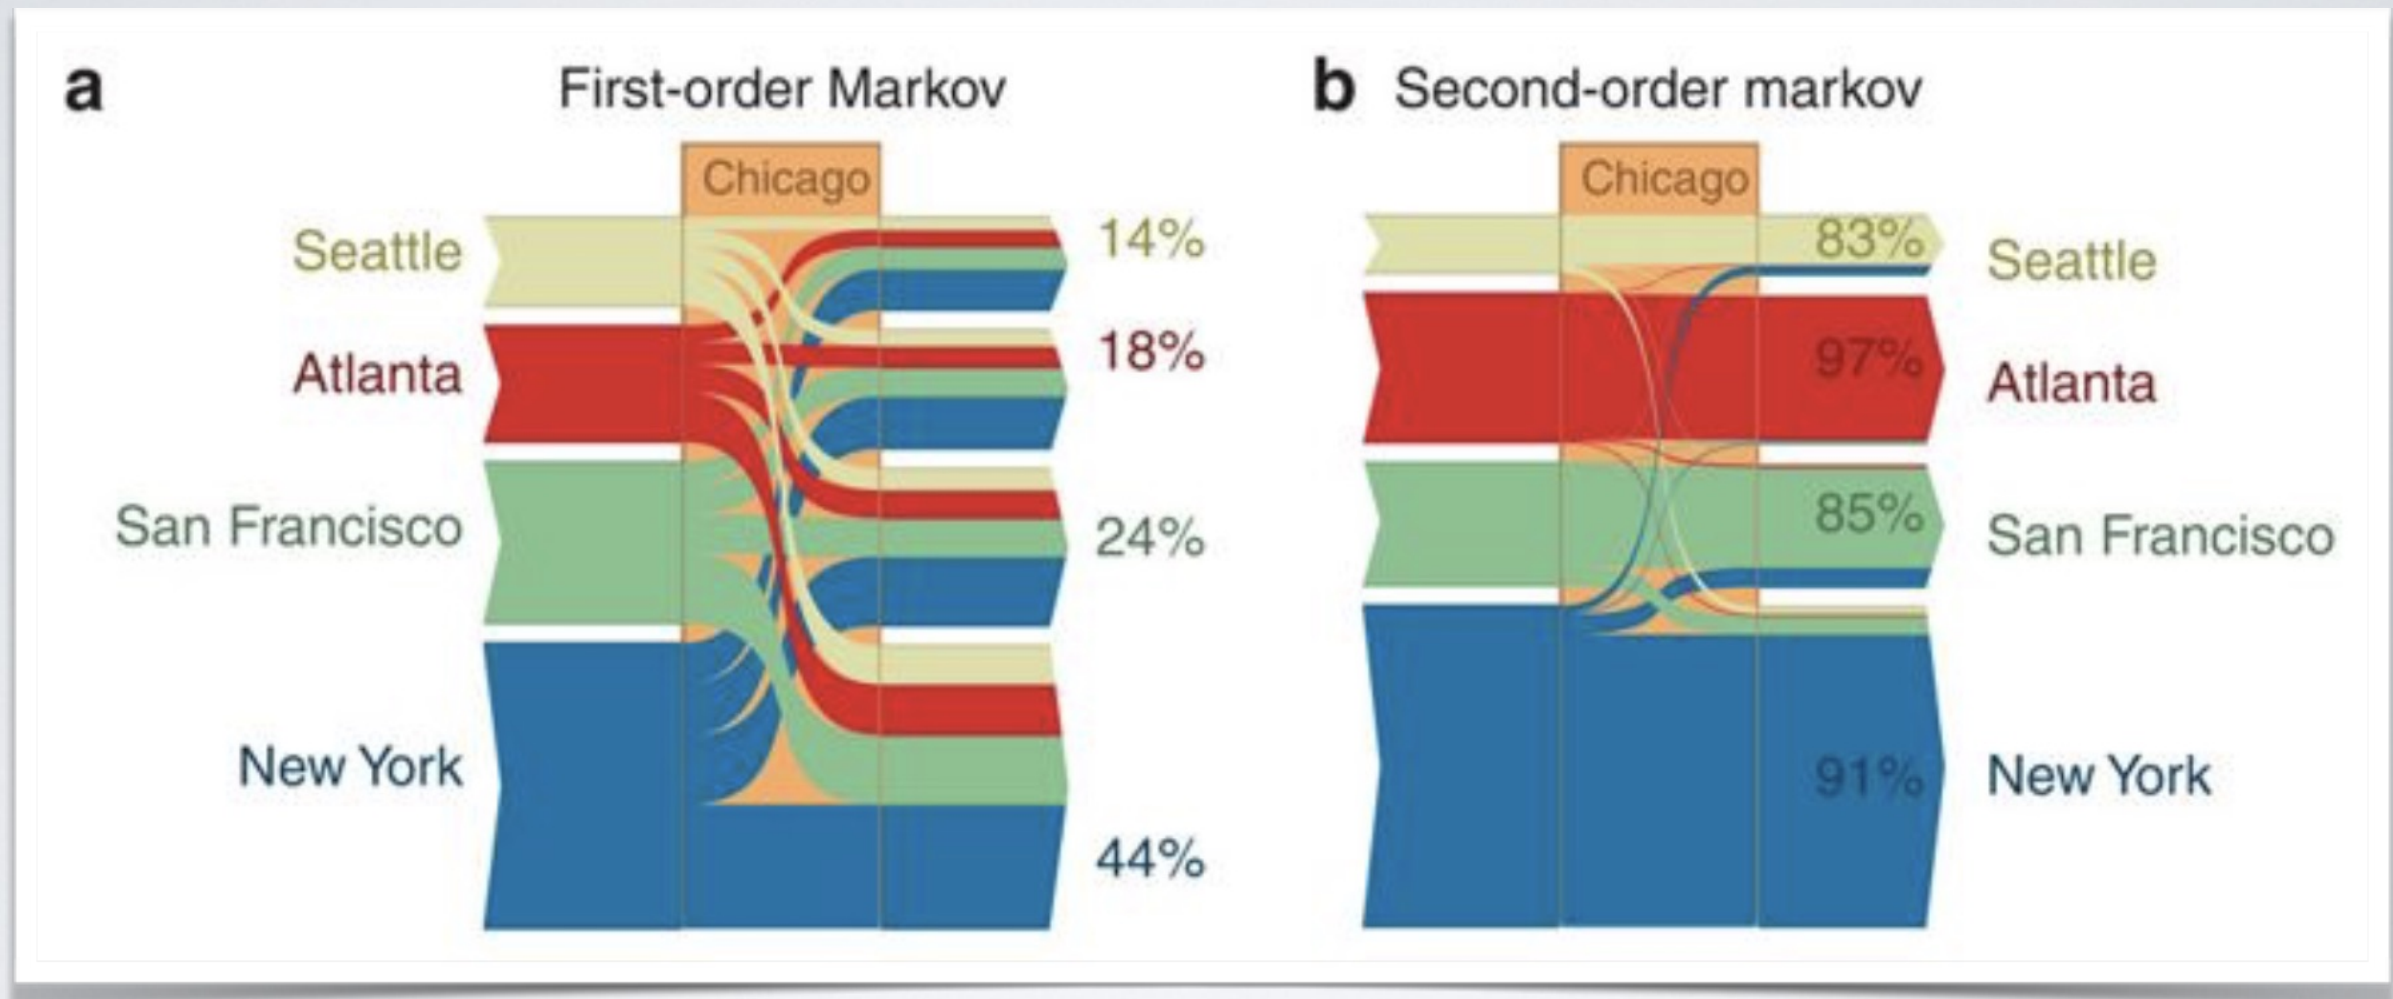 a
First-order Markov
Chicago
Seattle
14%
Atlanta
18%
San Francisco
24%
New York
44%
b
Second-order markov
Chicago
83%
Seattle
97%
Atlanta
85%
San Francisco
91%
New York